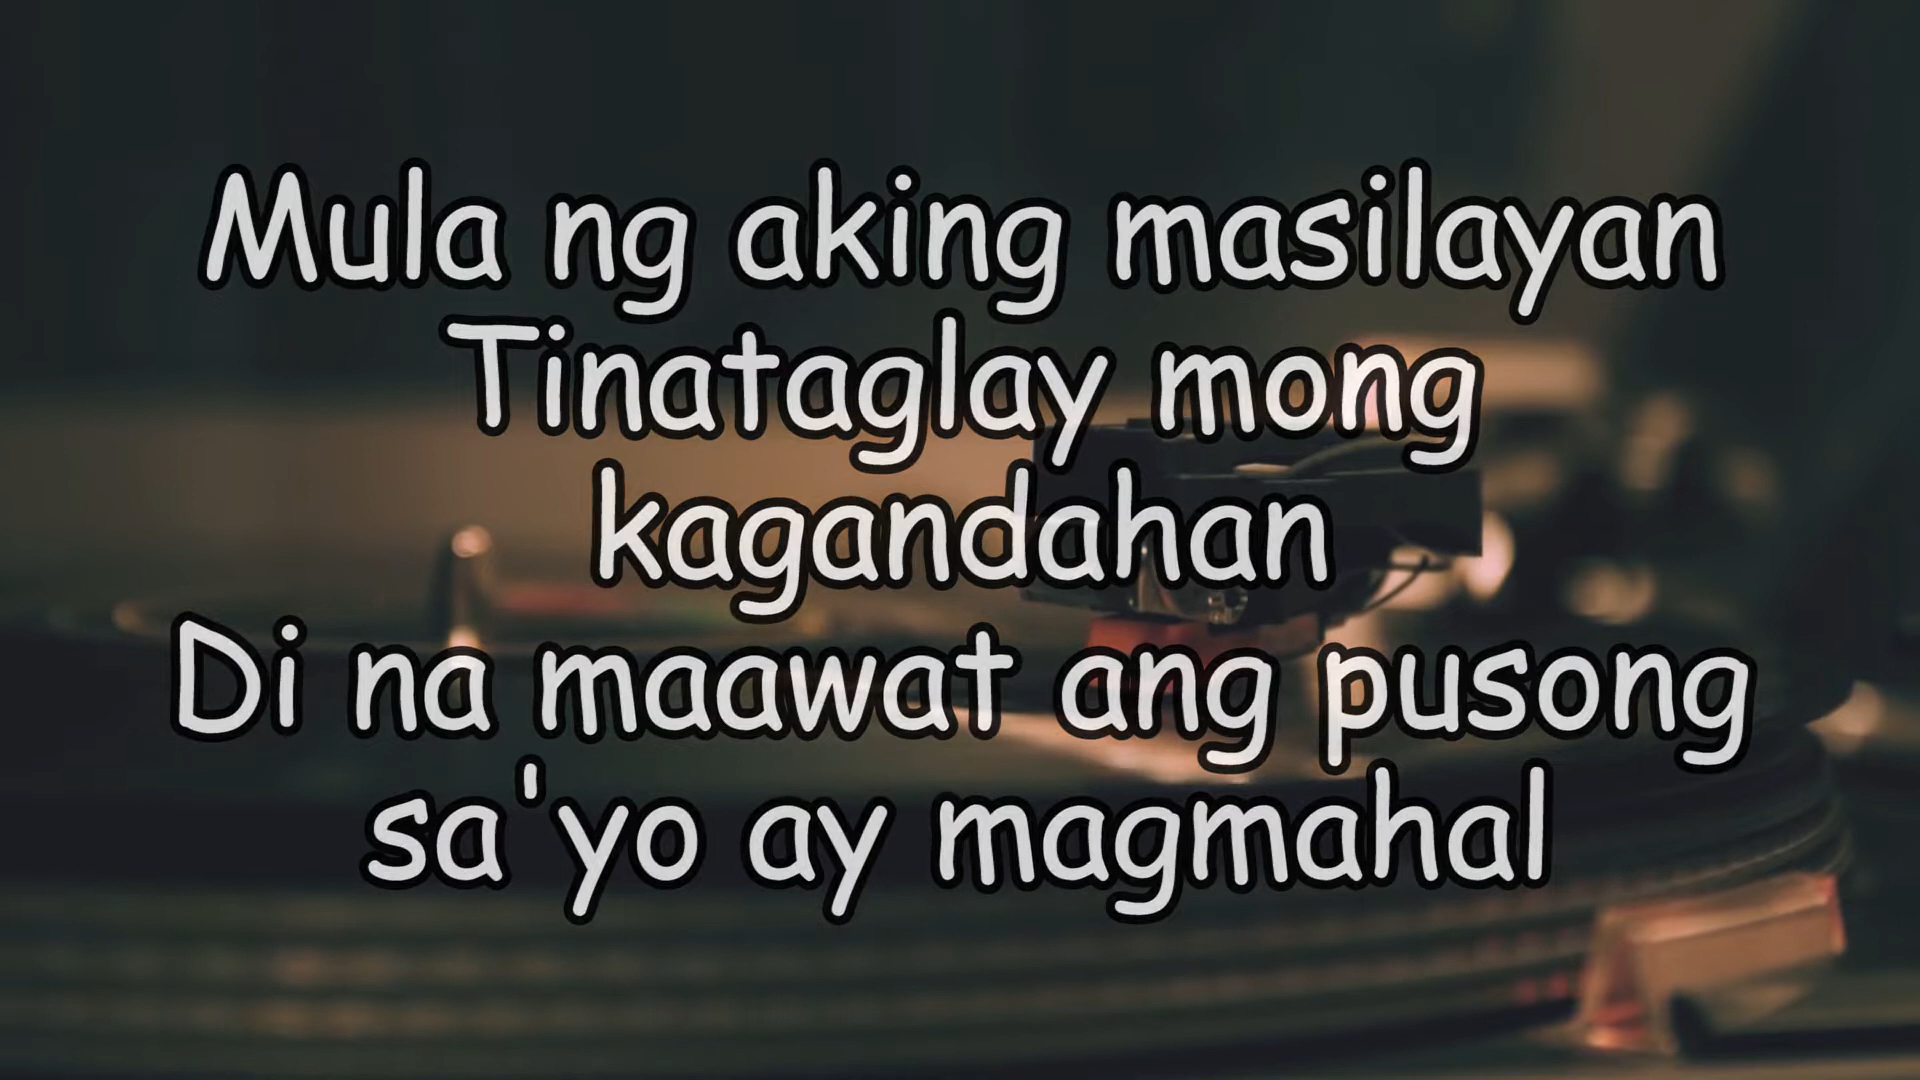 Mula ng aking masilayan
Tinataglay mong
kagandahan
Di na maawat ang pusong
sa'yo ay magmahal